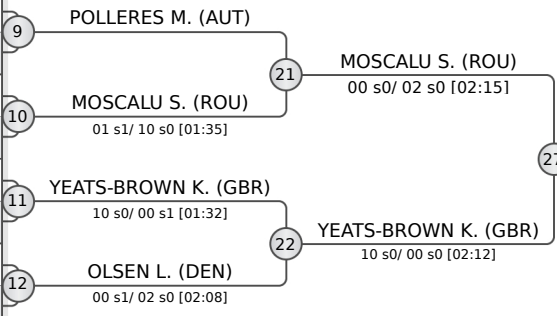 POLLERES M. (AUT)
9
MOSCALU S. (ROU)
21
00 s0/ 02 s0 [02:15]
MOSCALU S. (ROU)
10
01 s1/ 10 s0 [01:35]
27
YEATS-BROWN K. (GBR)
11
10 s0/ 00 s1 [01:32]
YEATS-BROWN K. (GBR)
22
10 s0/ 00 s0 [02:12]
OLSEN L. (DEN)
12
00 s1/ 02 s0 [02:08]